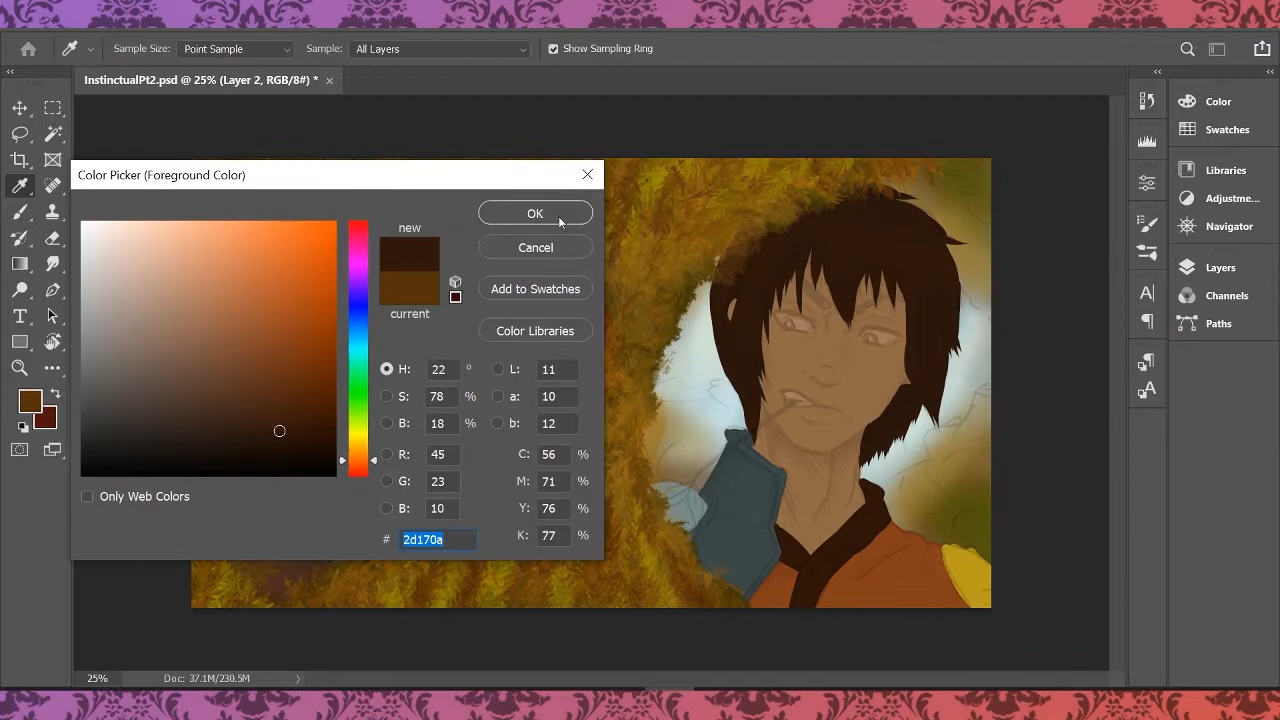 Sample Size: Point Sample Sample: All Layers Show Sampling Ring
InstinctualPt2.psd @ 25% (Layer 2, RGB/8#) * ×
Color Picker (Foreground Color)
new
current
OK
Cancel
Add to Swatches
Color Libraries
H: 22 °
S: 78 %
B: 18 %
R: 45
G: 23
B: 10
# 2d170a
L: 11
a: 10
b: 12
C: 56 %
M: 71 %
Y: 76 %
K: 77 %
Only Web Colors
Color
Swatches
Libraries
Adjustme...
Navigator
Layers
Channels
Paths
25% Doc: 37.1M/230.5M